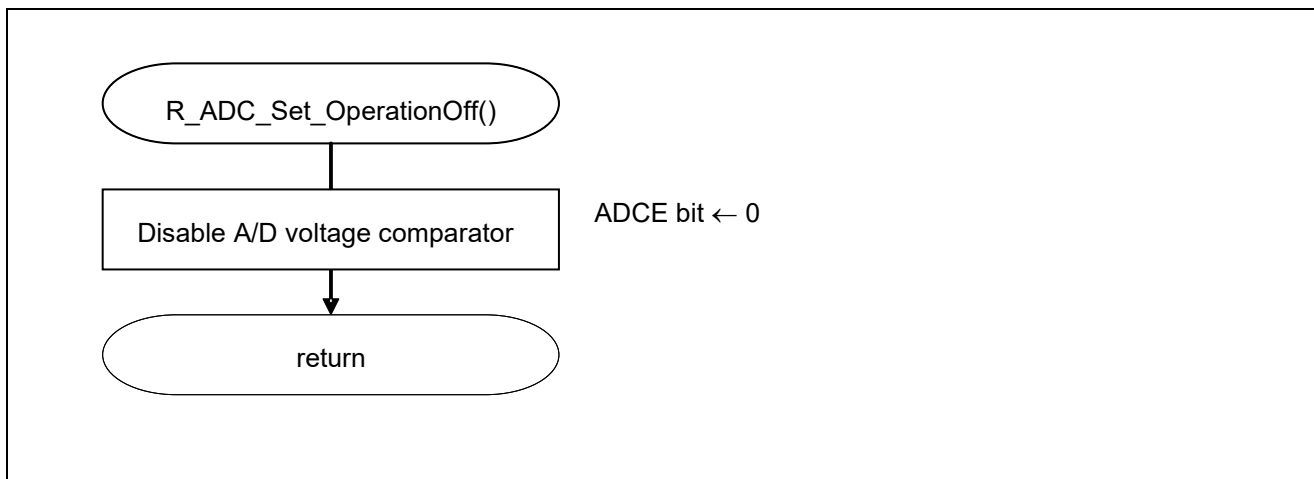 R_ADC_Set_OperationOff()
Disable A/D voltage comparator
ADCE bit ← 0
return